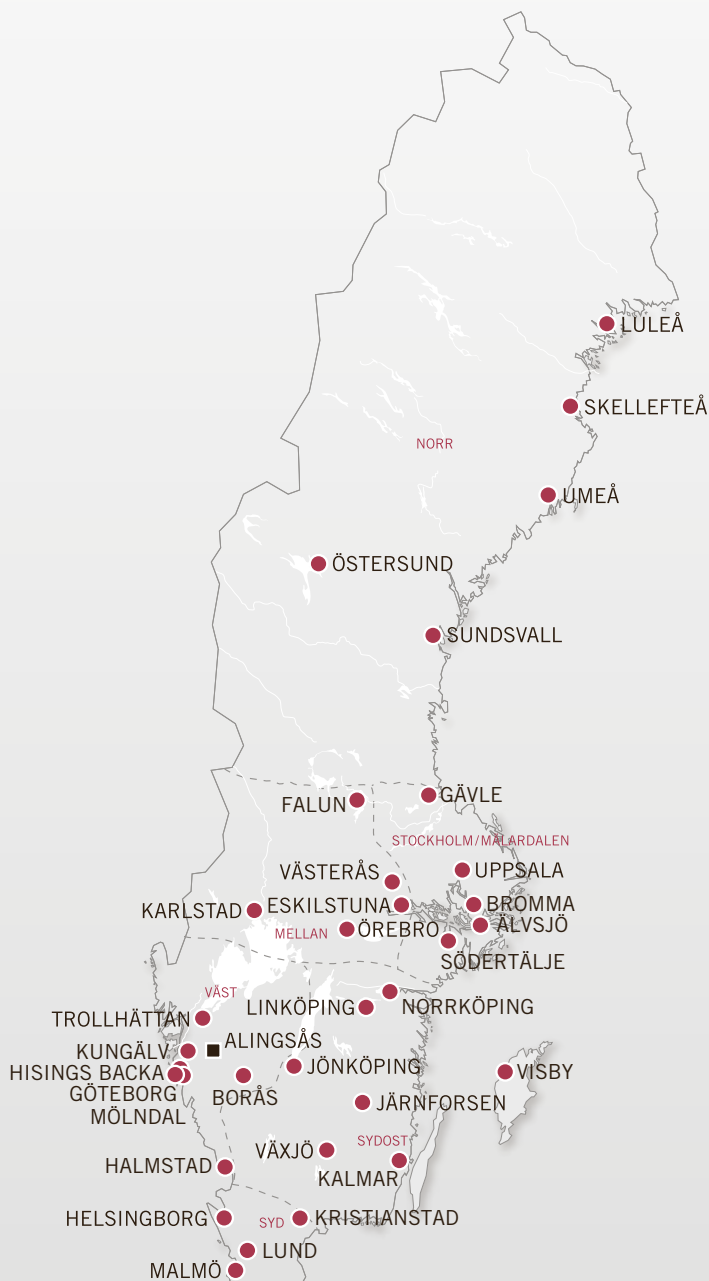 LULEÅ
SKELLEFTEÅ
NORR
UMEÅ
ÖSTERSUND
SUNDSVALL
GÄVLE
FALUN
STOCKHOLM/MÄLARDALEN
UPPSALA
VÄSTERÅS
ESKILSTUNA
BROMMA
KARLSTAD
ÄLVSJÖ
ÖREBRO
MELLAN
SÖDERTÄLJE
VÄST
LINKÖPING
NORRKÖPING
TROLLHÄTTAN
ALINGSÅS
KUNGÄLV
JÖNKÖPING
HISINGS BACKA
VISBY
GÖTEBORG
BORÅS
JÄRNFORSEN
MÖLNDAL
SYDOST
VÄXJÖ
HALMSTAD
KALMAR
HELSINGBORG
SYD
KRISTIANSTAD
LUND
MALMÖ